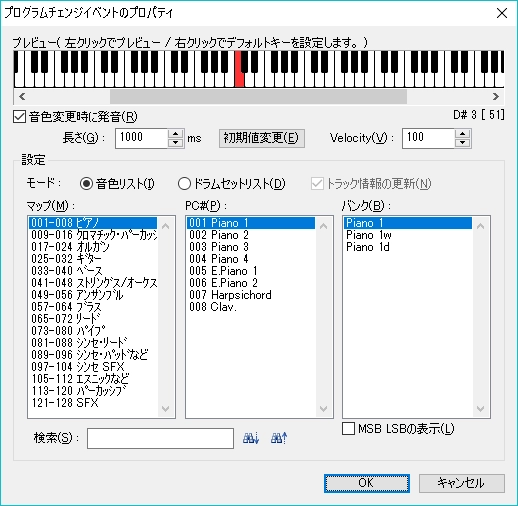 プログラムチェンジイベントのプロパティ
プレビュー( 左クリックでプレビュー / 右クリックでデフォルトキーを設定します。 )
音色変更時に発音(R)
D# 3 [ 51]
長さ(G) : 1000 ms 初期値変更(E) Velocity(V) : 100
設定
モード : 音色リスト(I) ドラムセットリスト(D) トラック情報の更新(N)
マップ(M) :
001-008 ピアノ
009-016 クロマチック・パーカッシ
017-024 オルガン
025-032 ギター
033-040 ベース
041-048 ストリングス/オーケス
049-056 アンサンブル
057-064 ブラス
065-072 リード
073-080 パイプ
081-088 シンセ・リード
089-096 シンセ・パッドなど
097-104 シンセ SFX
105-112 エスニックなど
113-120 パーカッシブ
121-128 SFX
PC#(P) :
001 Piano 1
002 Piano 2
003 Piano 3
004 Piano 4
005 E.Piano 1
006 E.Piano 2
007 Harpsichord
008 Clav.
バンク(B) :
Piano 1
Piano 1w
Piano 1d
検索(S) :
MSB LSBの表示(L)
OK キャンセル